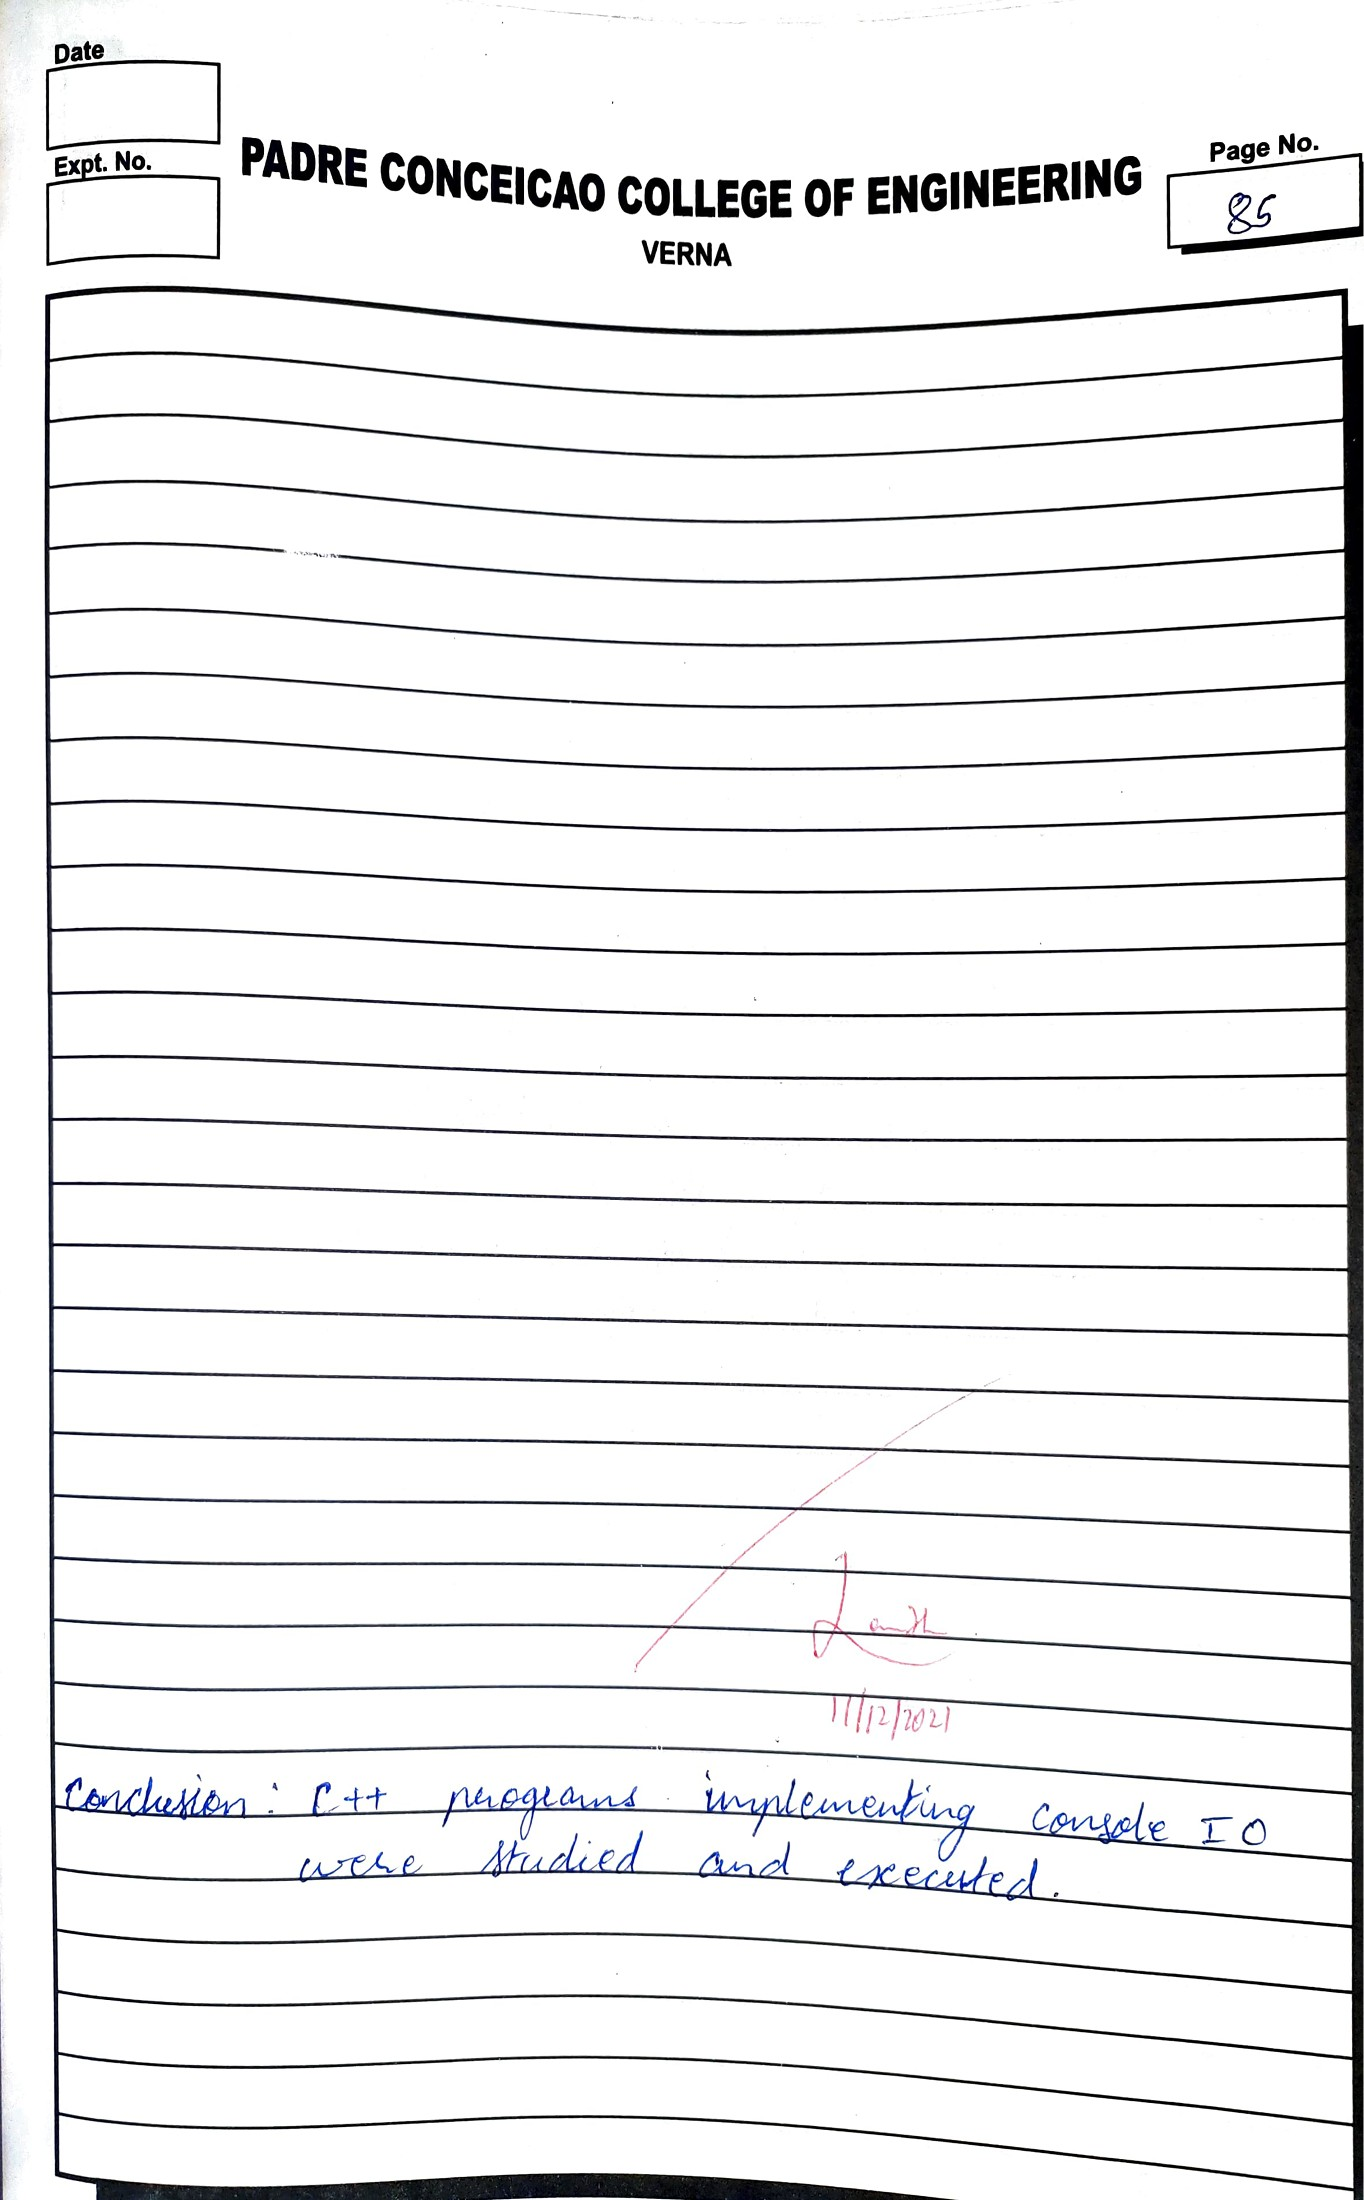 Date
Expt. No.
PADRE CONCEICAO COLLEGE OF ENGINEERING
VERNA
Page No.
85
11/12/2021
Conclusion : C++ programs implementing console IO
were studied and executed.